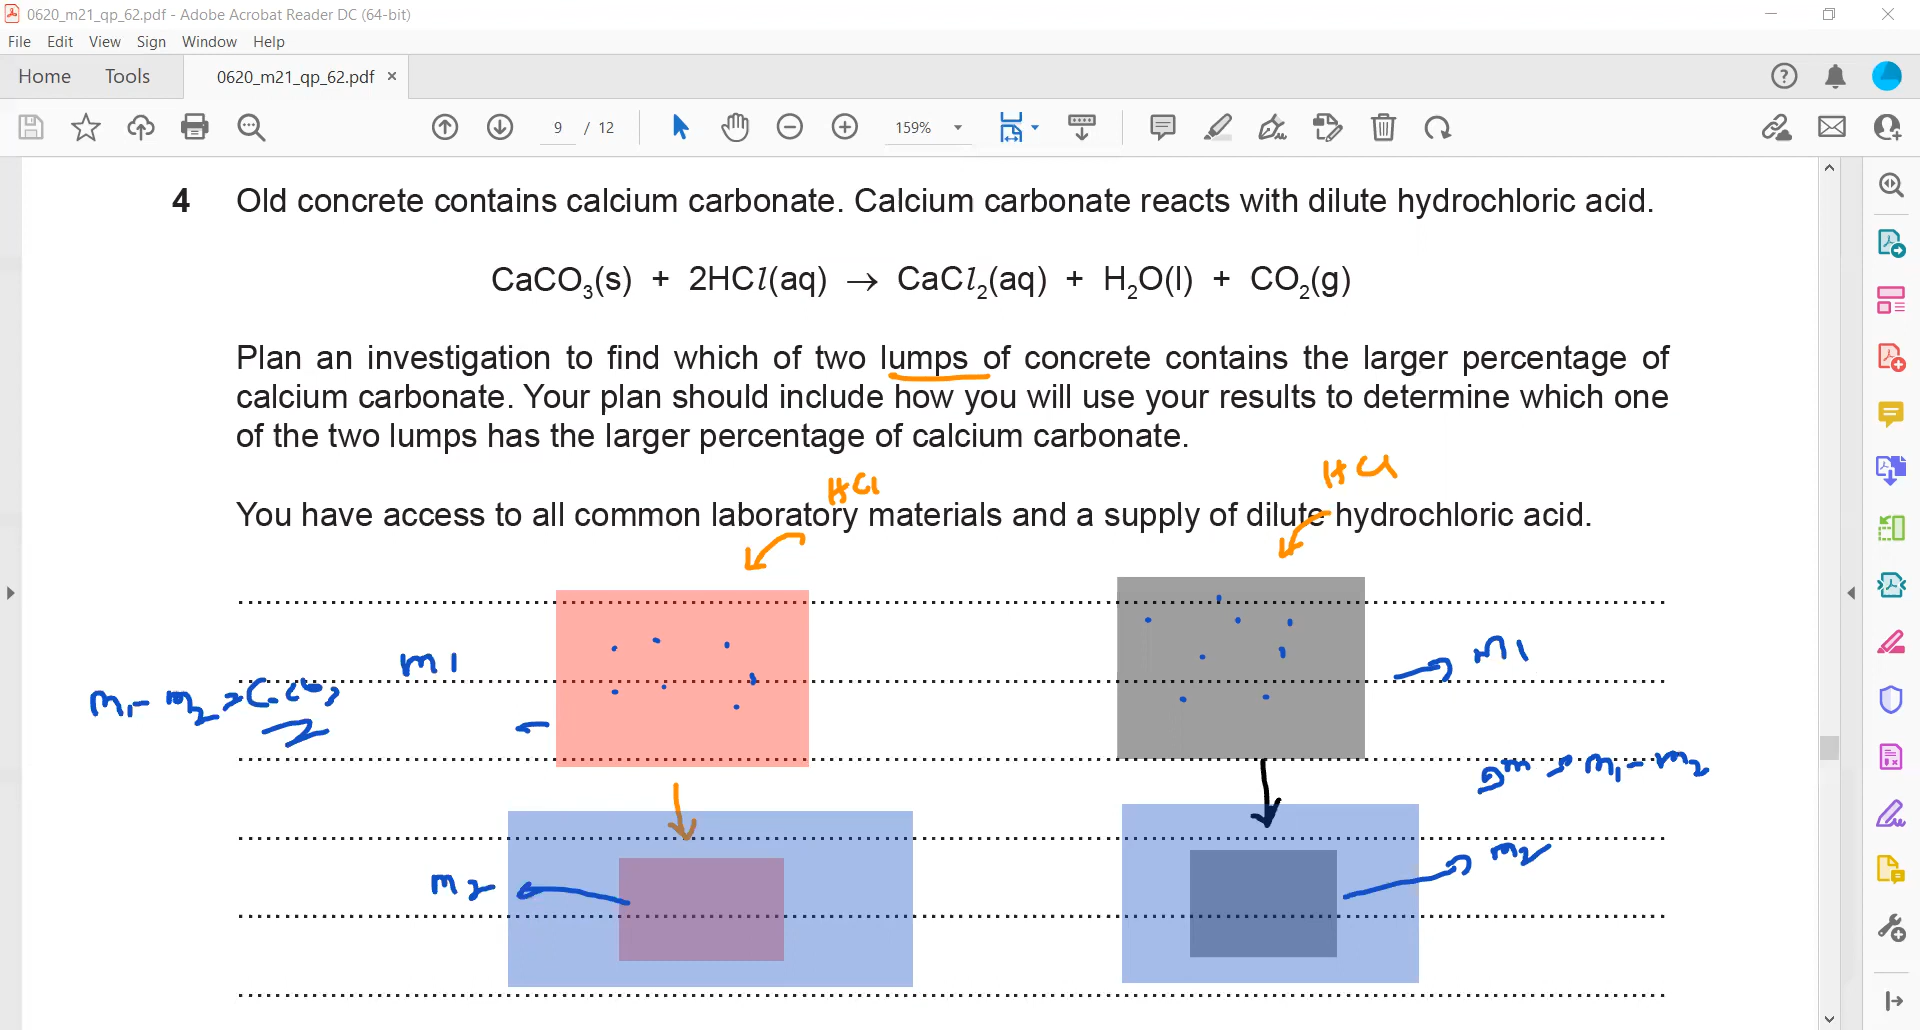 0620_m21_qp_62.pdf - Adobe Acrobat Reader DC (64-bit)
File Edit View Sign Window Help
Home Tools 0620_m21_qp_62.pdf ×
9 / 12 159%
4 Old concrete contains calcium carbonate. Calcium carbonate reacts with dilute hydrochloric acid.
CaCO₃(s) + 2HCl(aq) → CaCl₂(aq) + H₂O(l) + CO₂(g)
Plan an investigation to find which of two lumps of concrete contains the larger percentage of
calcium carbonate. Your plan should include how you will use your results to determine which one
of the two lumps has the larger percentage of calcium carbonate.
HCl HCl
You have access to all common laboratory materials and a supply of dilute hydrochloric acid.
m1 m1
m₁- m₂
m₁-m₂
m2 m2